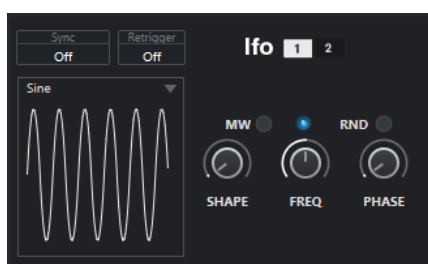 Sync
Off
Retrigger
Off
Lfo 1 2
Sine
MW
RND
SHAPE
FREQ
PHASE